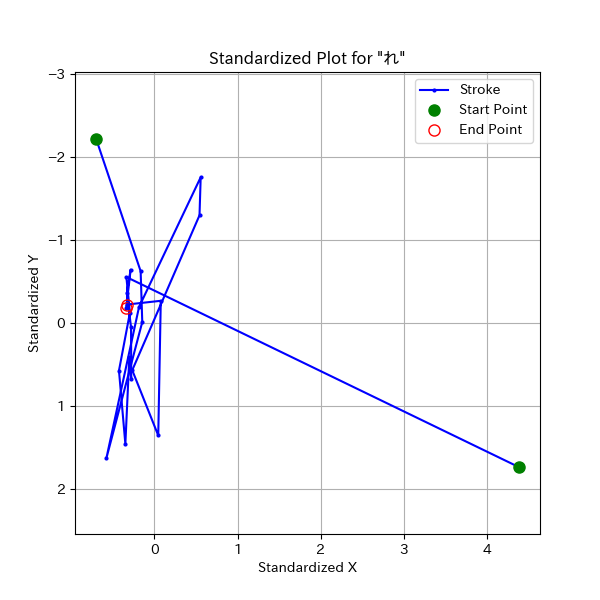 Standardized Plot for "れ"
Stroke
Start Point
End Point
−3
−2
−1
0
1
2
Standardized Y
0 1 2 3 4
Standardized X